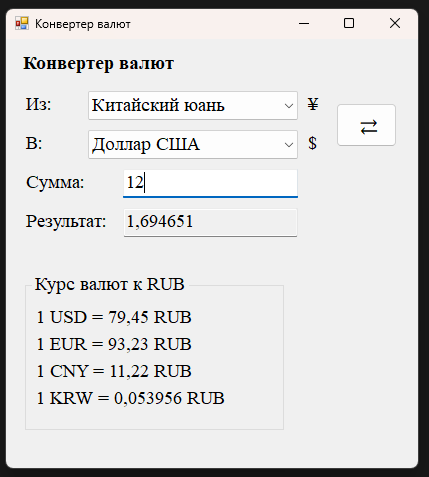 Конвертер валют
Конвертер валют
Из: Китайский юань ¥
⇄
В: Доллар США $
Сумма: 12
Результат: 1,694651
Курс валют к RUB
1 USD = 79,45 RUB
1 EUR = 93,23 RUB
1 CNY = 11,22 RUB
1 KRW = 0,053956 RUB